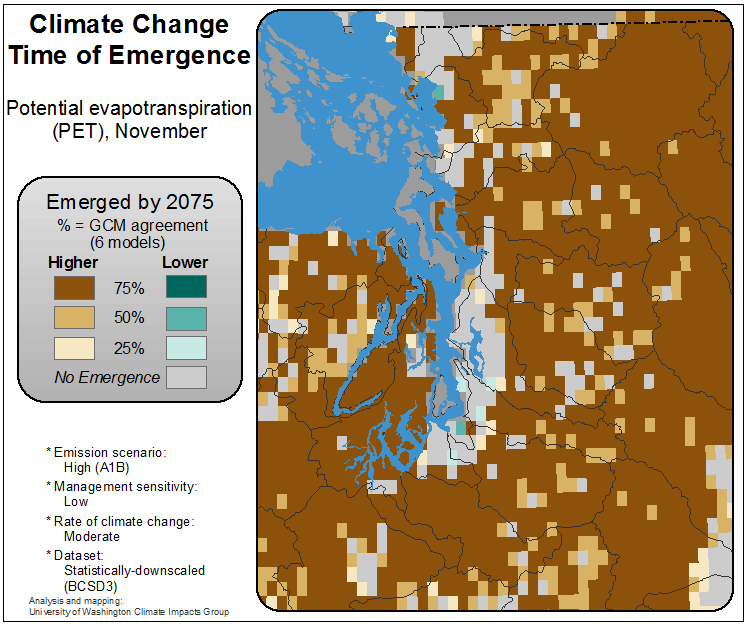 Climate Change
Time of Emergence
Potential evapotranspiration
(PET), November
Emerged by 2075
% = GCM agreement
(6 models)
Higher Lower
75%
50%
25%
No Emergence
* Emission scenario:
High (A1B)
* Management sensitivity:
Low
* Rate of climate change:
Moderate
* Dataset:
Statistically-downscaled
(BCSD3)
Analysis and mapping:
University of Washington Climate Impacts Group